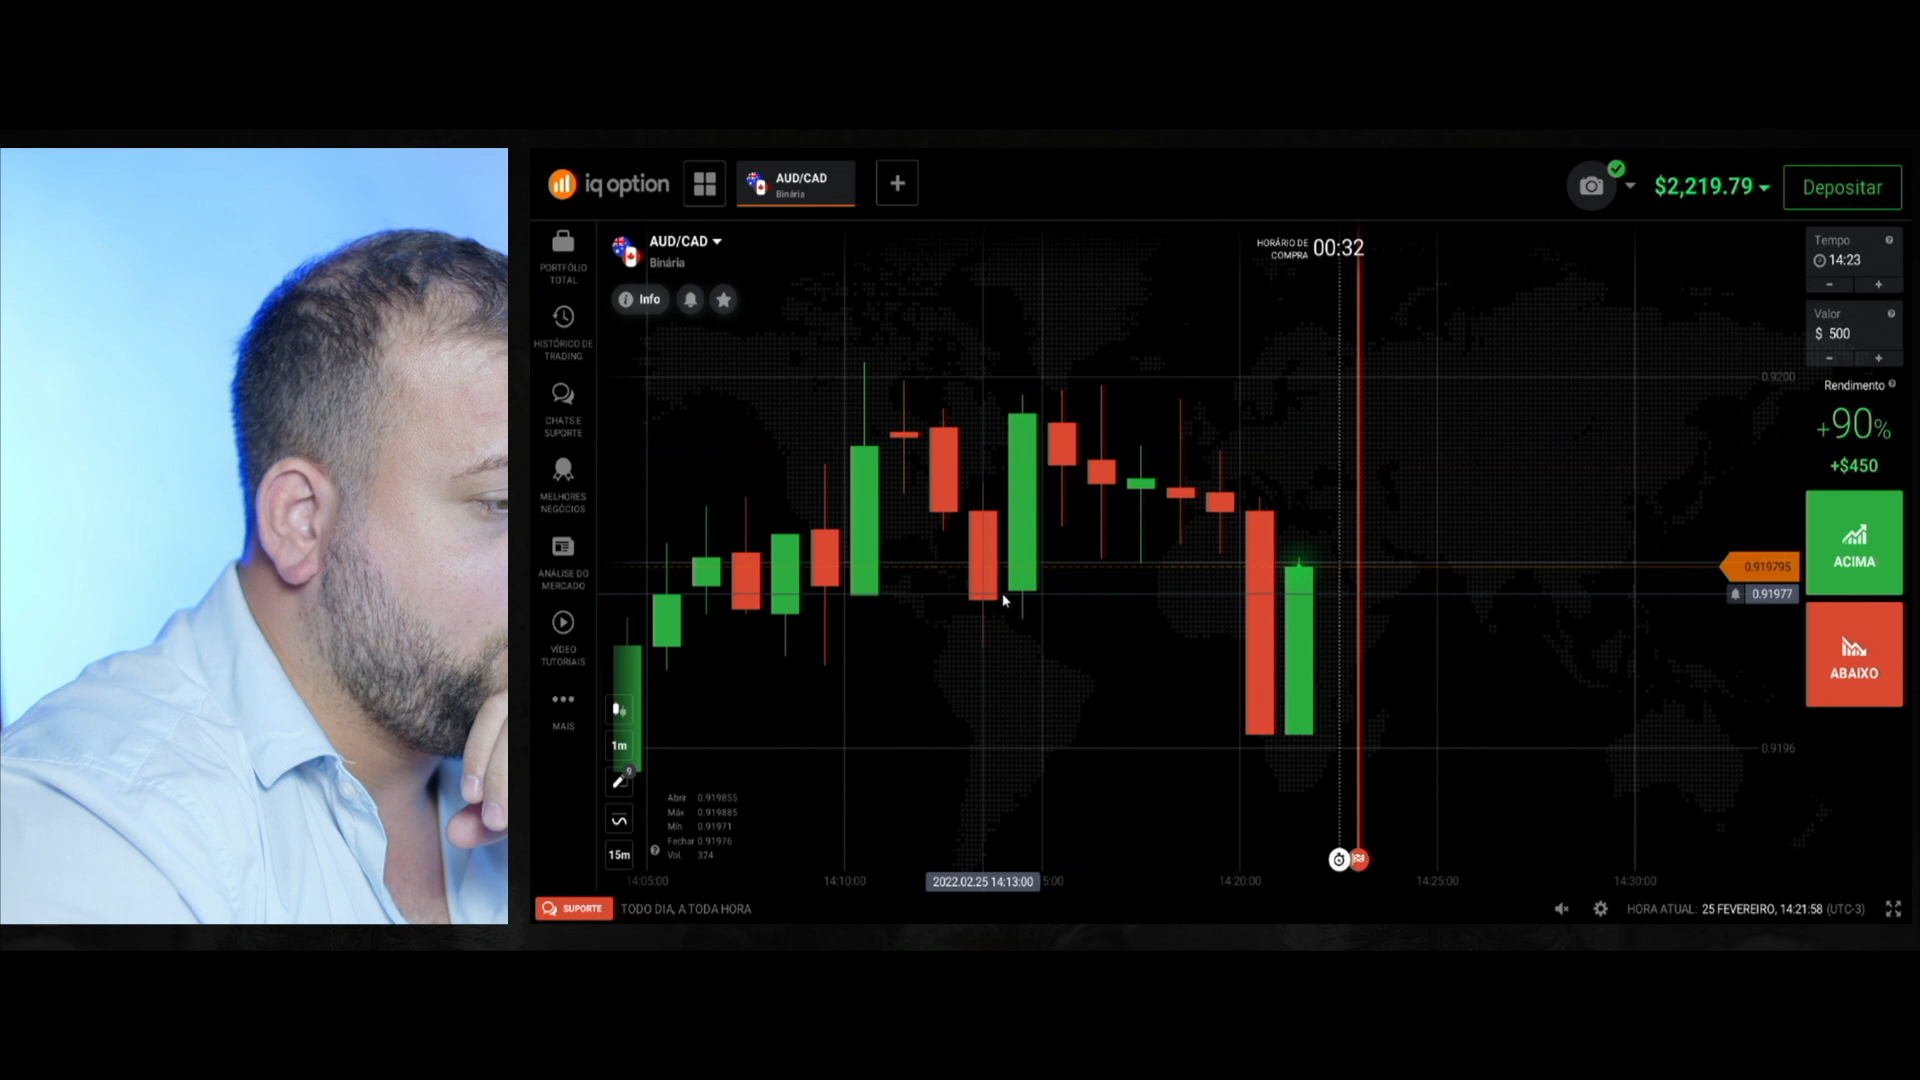 iq option
AUD/CAD
Binária
+
$2,219.79
Depositar
PORTFÓLIO
TOTAL
HISTÓRICO DE
TRADING
CHATS E
SUPORTE
MELHORES
NEGÓCIOS
ANÁLISE DO
MERCADO
VÍDEO
TUTORIAIS
MAIS
AUD/CAD
Binária
Info
HORÁRIO DE
COMPRA
00:32
Tempo
14:23
- +
Valor
$ 500
- +
Rendimento
+90%
+$450
ACIMA
ABAIXO
0.9200
0.919795
0.91977
0.9196
1m
9
15m
Abrir 0.919855
Máx 0.919885
Mín 0.91971
Fechar 0.91976
Vol. 324
14:05:00
14:10:00
2022.02.25 14:13:00
5:00
14:20:00
14:25:00
14:30:00
SUPORTE
TODO DIA, A TODA HORA
HORA ATUAL: 25 FEVEREIRO, 14:21:58 (UTC-3)